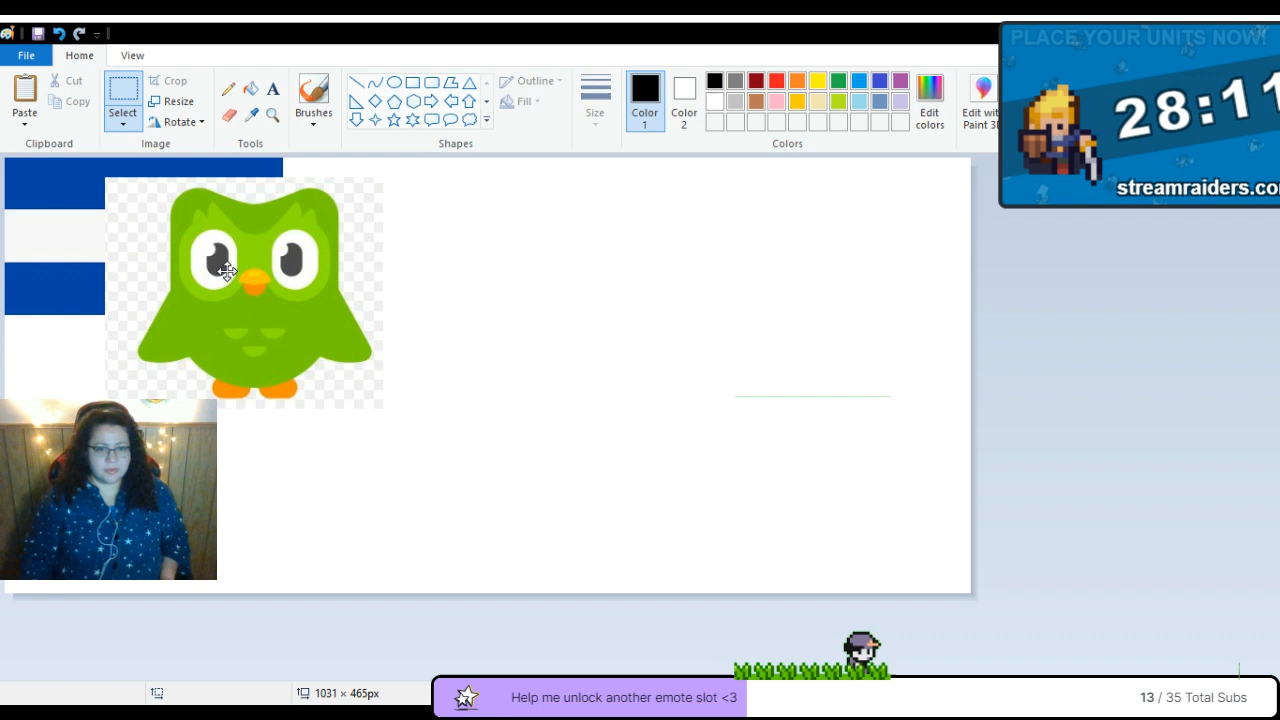 PLACE YOUR UNITS NOW!
28:11
streamraiders.co
File
Home
View
Paste
Cut
Copy
Clipboard
Select
Crop
Resize
Rotate
Image
A
Tools
Brushes
Outline
Fill
Shapes
Size
Color 1
Color 2
Edit colors
Colors
Edit wit
Paint 3D
1031 × 465px
Help me unlock another emote slot <3
13 / 35 Total Subs